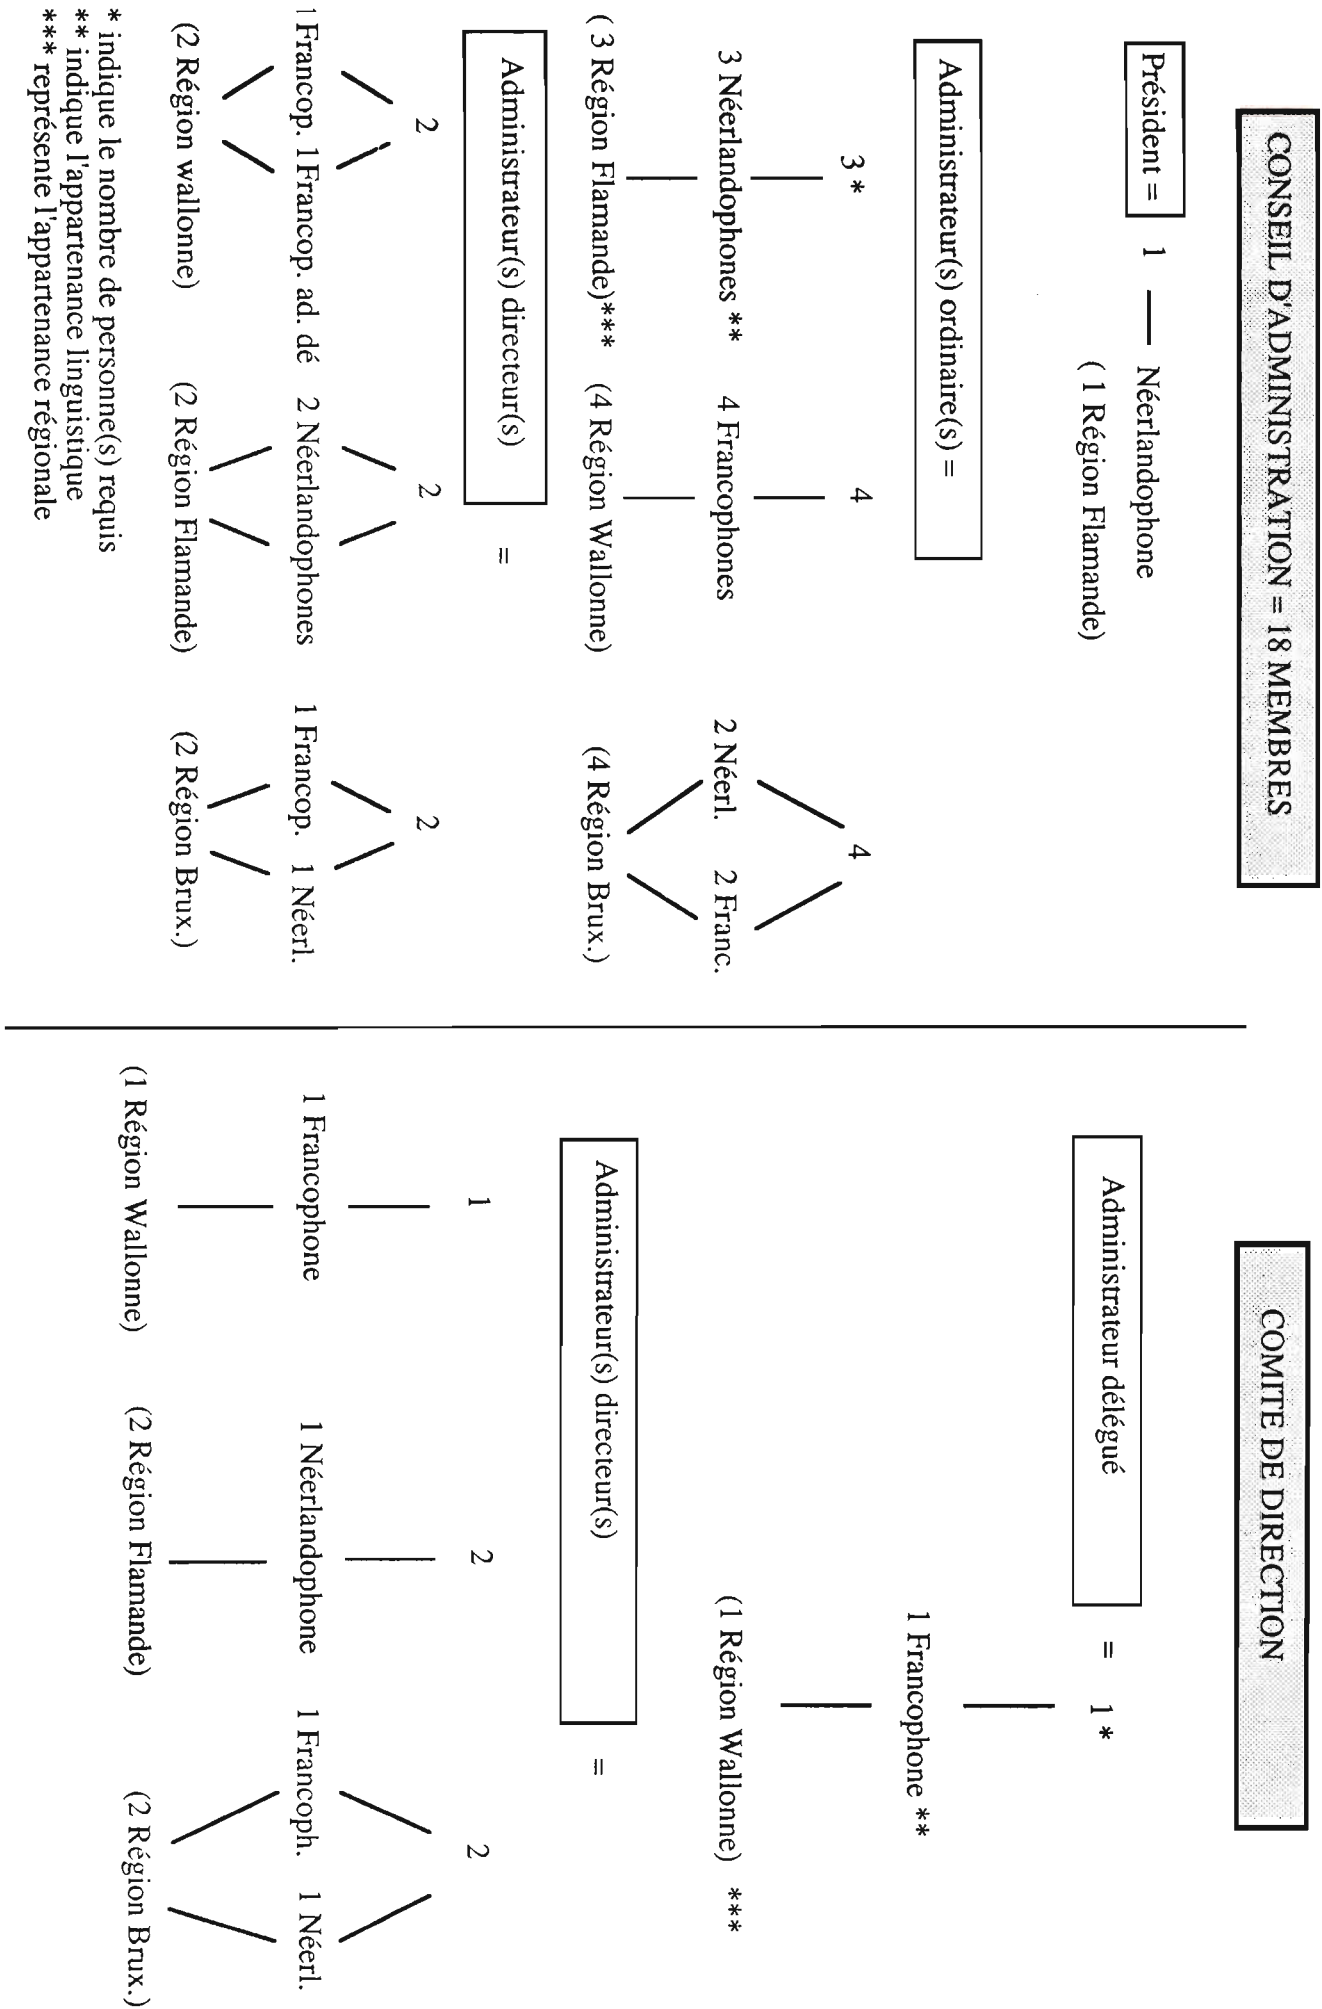 CONSEIL D'ADMINISTRATION = 18 MEMBRES
Président = 1 Néerlandophone
( 1 Région Flamande)
Administrateur(s) ordinaire(s) =
3 * 4 4
3 Néerlandophones ** 4 Francophones 2 Néerl. 2 Franc.
( 3 Région Flamande)*** (4 Région Wallonne) (4 Région Brux.)
Administrateur(s) directeur(s) =
2 2 2
1 Francop. 1 Francop. ad. dé 2 Néerlandophones 1 Francop. 1 Néerl.
(2 Région wallonne) (2 Région Flamande) (2 Région Brux.)
* indique le nombre de personne(s) requis
** indique l'appartenance linguistique
*** représente l'appartenance régionale
COMITE DE DIRECTION
Administrateur délégué = 1 *
1 Francophone **
(1 Région Wallonne) ***
Administrateur(s) directeur(s) =
1 2 2
1 Francophone 1 Néerlandophone 1 Francoph. 1 Néerl.
(1 Région Wallonne) (2 Région Flamande) (2 Région Brux.)